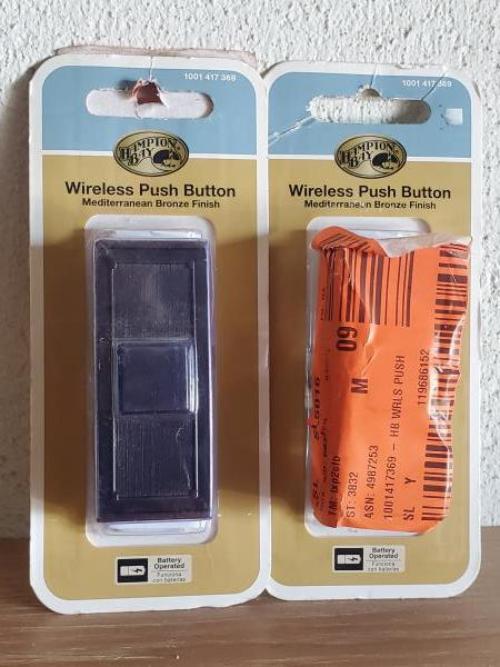 1001 417 369
HAMPTON
BAY
Wireless Push Button
Mediterranean Bronze Finish
Battery
Operated
Funciona
con baterías
1001 417 369
HAMPTON
BAY
Wireless Push Button
Mediterranean Bronze Finish
09
M
ST: 3832
ASN: 4987253
1001417369 - HB WRLS PUSH
SL Y
119686152
Battery
Operated
Funciona
con baterías